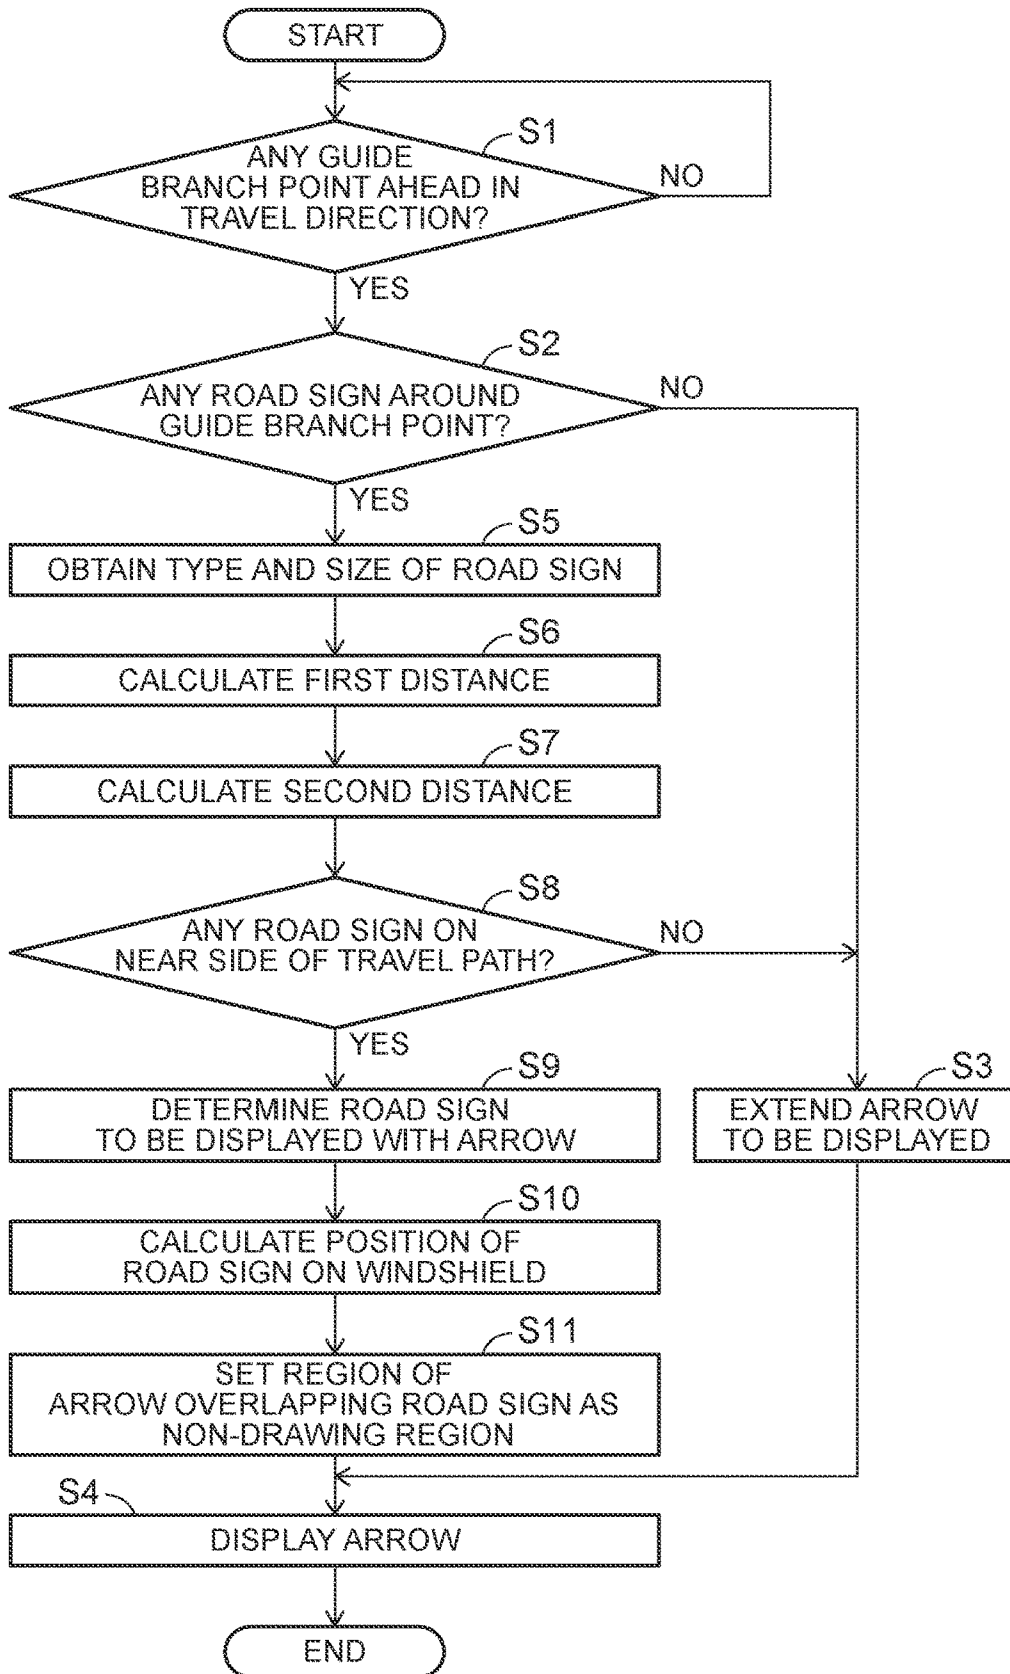 START
S1
ANY GUIDE
BRANCH POINT AHEAD IN
TRAVEL DIRECTION?
NO
YES
S2
ANY ROAD SIGN AROUND
GUIDE BRANCH POINT?
NO
YES
S5
OBTAIN TYPE AND SIZE OF ROAD SIGN
S6
CALCULATE FIRST DISTANCE
S7
CALCULATE SECOND DISTANCE
S8
ANY ROAD SIGN ON
NEAR SIDE OF TRAVEL PATH?
NO
YES
S9
DETERMINE ROAD SIGN
TO BE DISPLAYED WITH ARROW
S3
EXTEND ARROW
TO BE DISPLAYED
S10
CALCULATE POSITION OF
ROAD SIGN ON WINDSHIELD
S11
SET REGION OF
ARROW OVERLAPPING ROAD SIGN AS
NON-DRAWING REGION
S4
DISPLAY ARROW
END